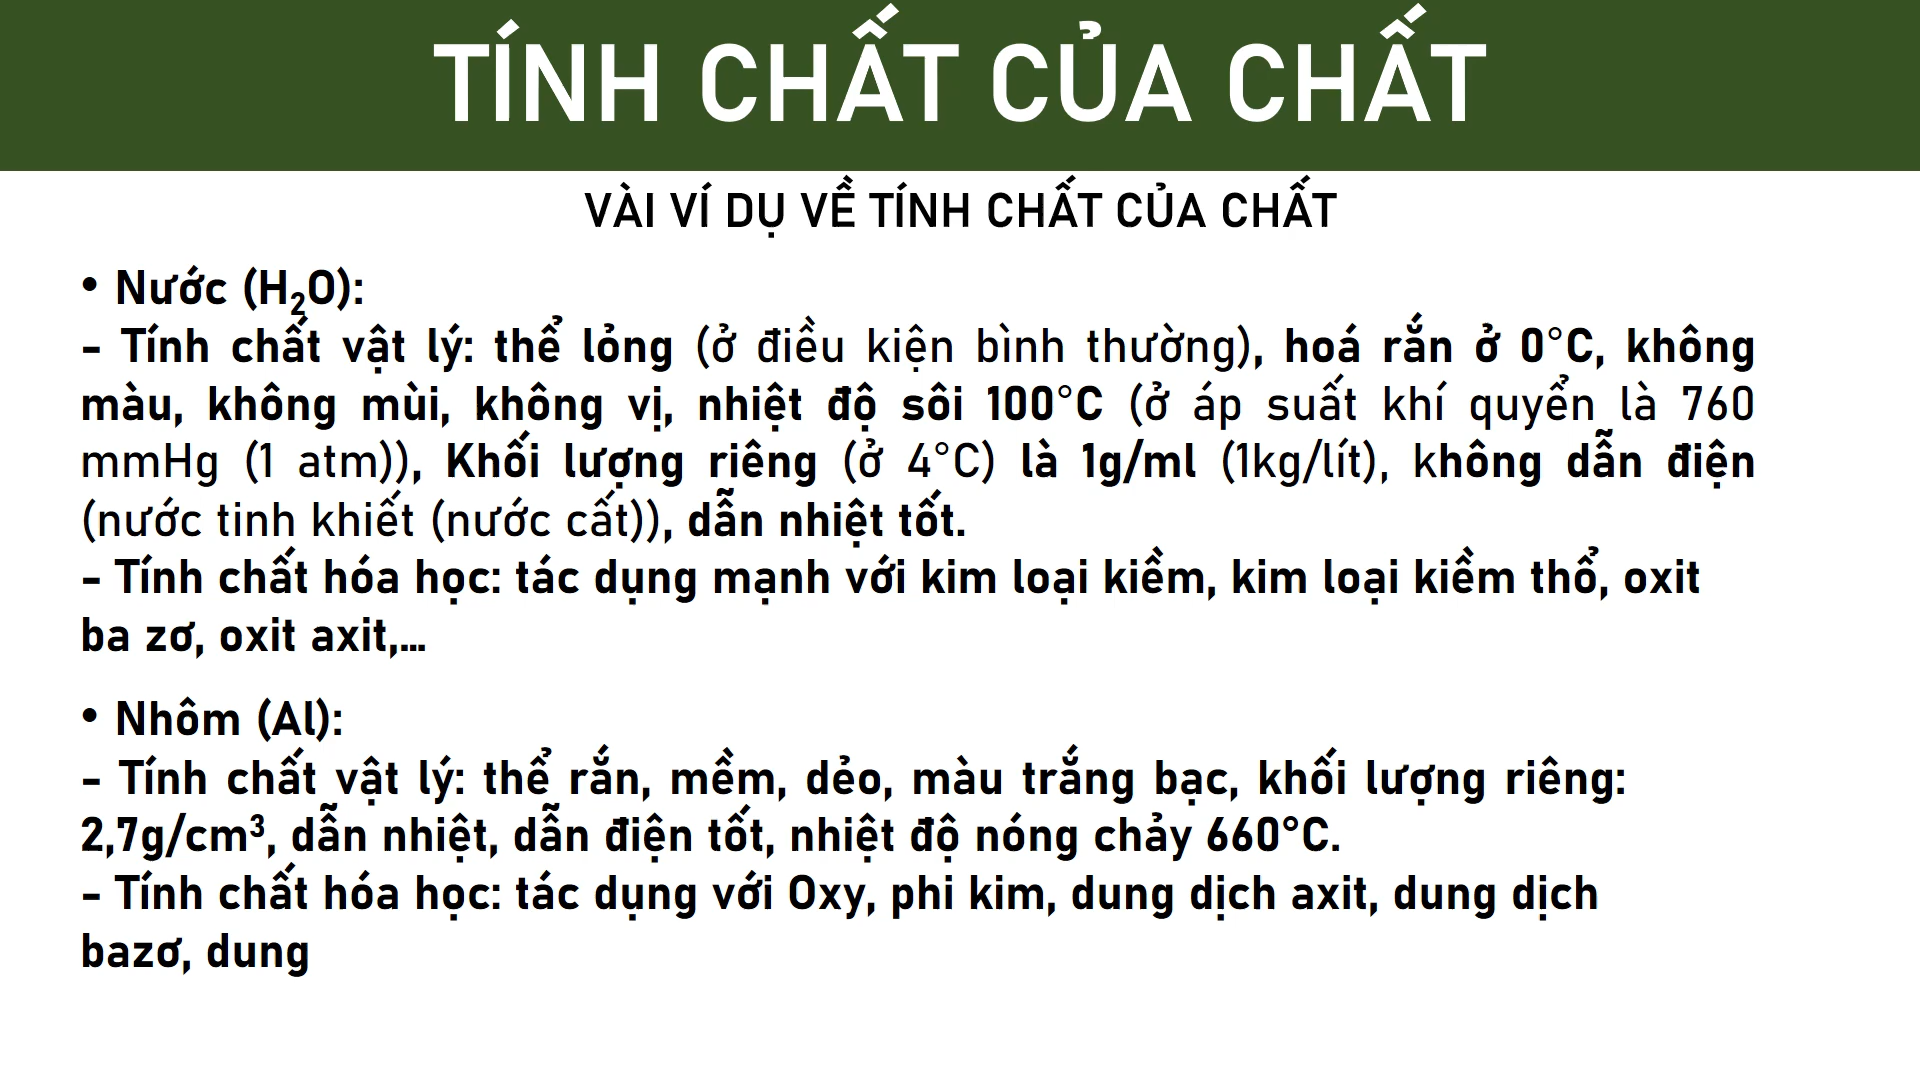 TÍNH CHẤT CỦA CHẤT
VÀI VÍ DỤ VỀ TÍNH CHẤT CỦA CHẤT
• Nước (H₂O):
- Tính chất vật lý: thể lỏng (ở điều kiện bình thường), hoá rắn ở 0°C, không
màu, không mùi, không vị, nhiệt độ sôi 100°C (ở áp suất khí quyển là 760
mmHg (1 atm)), Khối lượng riêng (ở 4°C) là 1g/ml (1kg/lít), không dẫn điện
(nước tinh khiết (nước cất)), dẫn nhiệt tốt.
- Tính chất hóa học: tác dụng mạnh với kim loại kiềm, kim loại kiềm thổ, oxit
ba zơ, oxit axit,...
• Nhôm (Al):
- Tính chất vật lý: thể rắn, mềm, dẻo, màu trắng bạc, khối lượng riêng:
2,7g/cm³, dẫn nhiệt, dẫn điện tốt, nhiệt độ nóng chảy 660°C.
- Tính chất hóa học: tác dụng với Oxy, phi kim, dung dịch axit, dung dịch
bazơ, dung